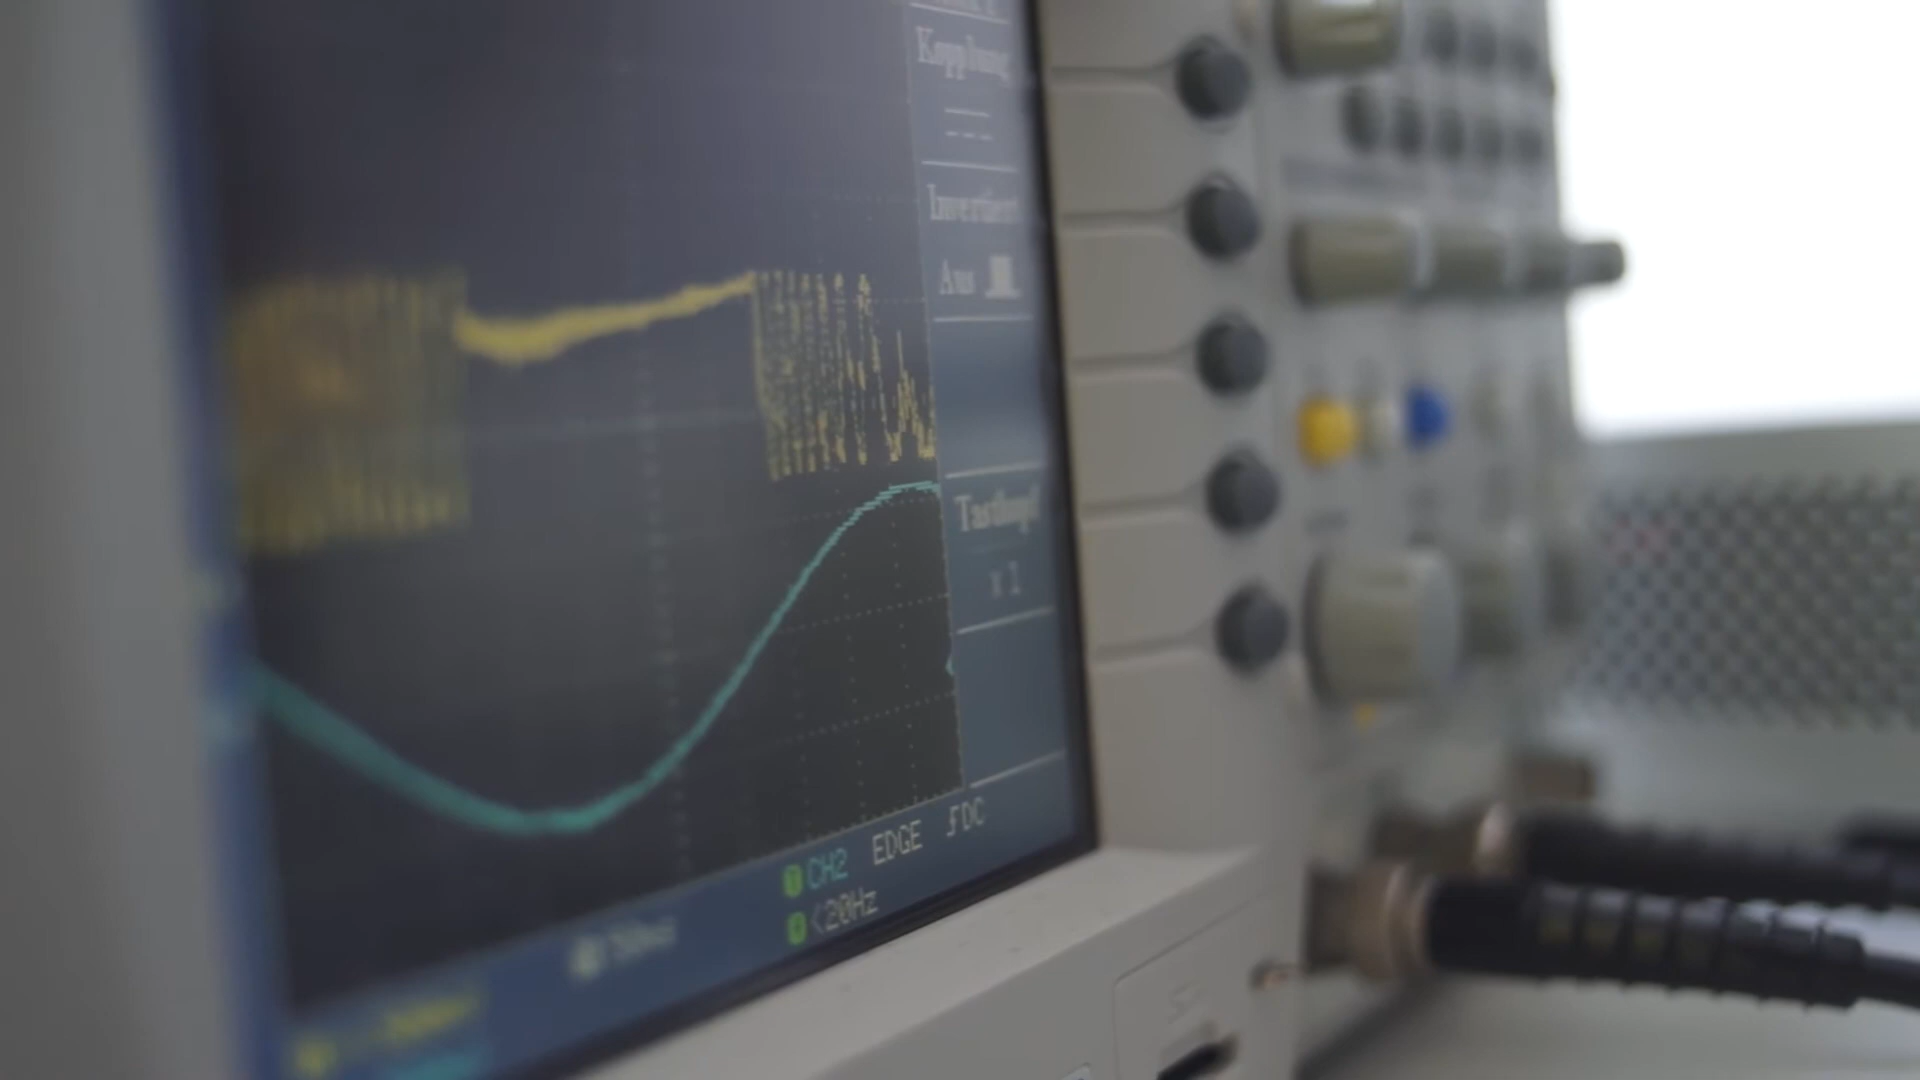 Kopplung
Invertiert
Aus
Tastkopf
x 1
CH2 EDGE DC
<20Hz